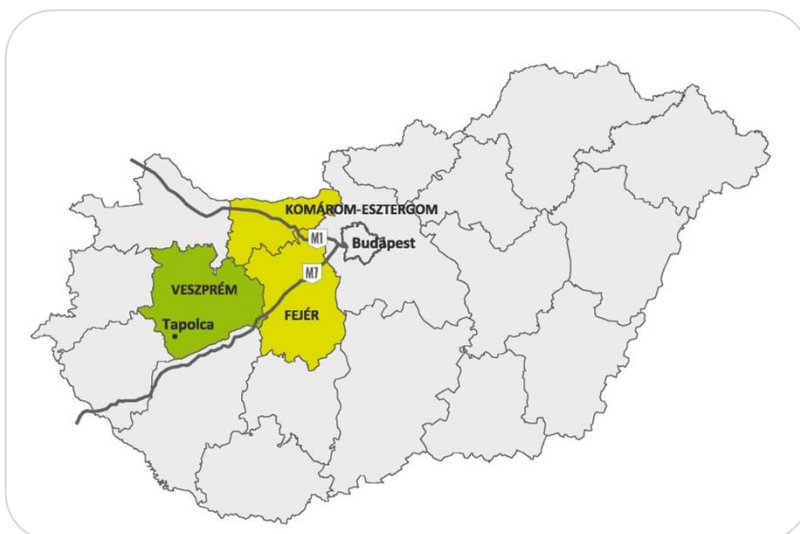 KOMÁROM-ESZTERGOM
M1
Budapest
M7
VESZPRÉM
FEJÉR
Tapolca